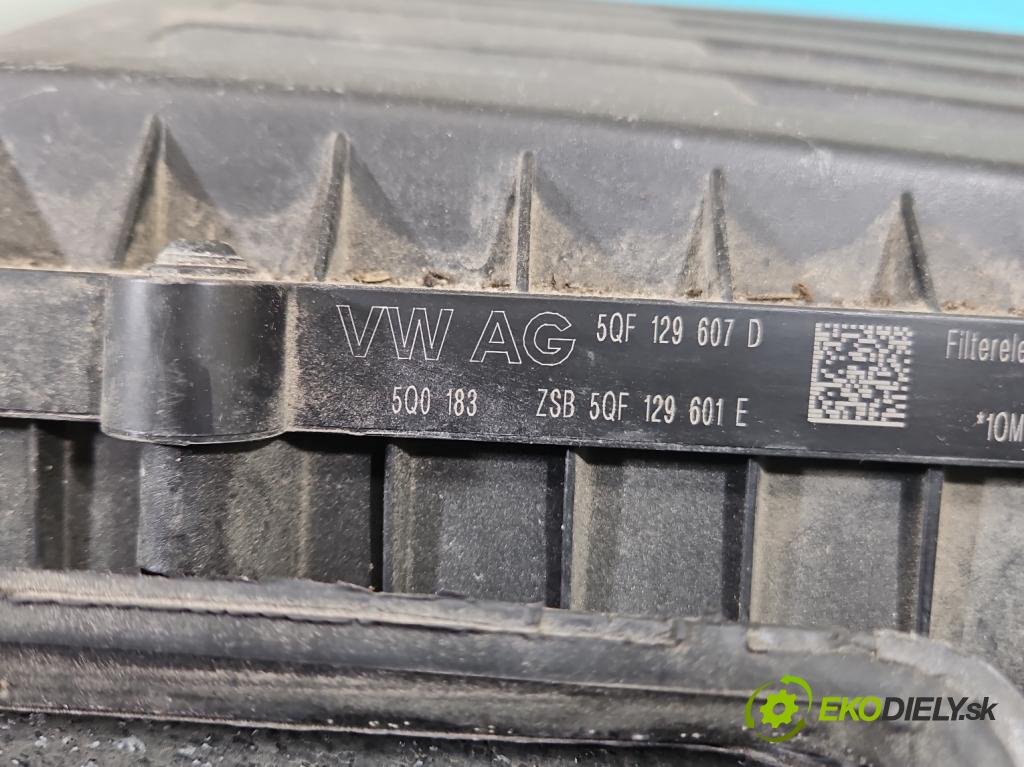 VW AG 5QF 129 607 D
5Q0 183 ZSB 5QF 129 601 E
Filterele
*10M
EKODIELY.sk